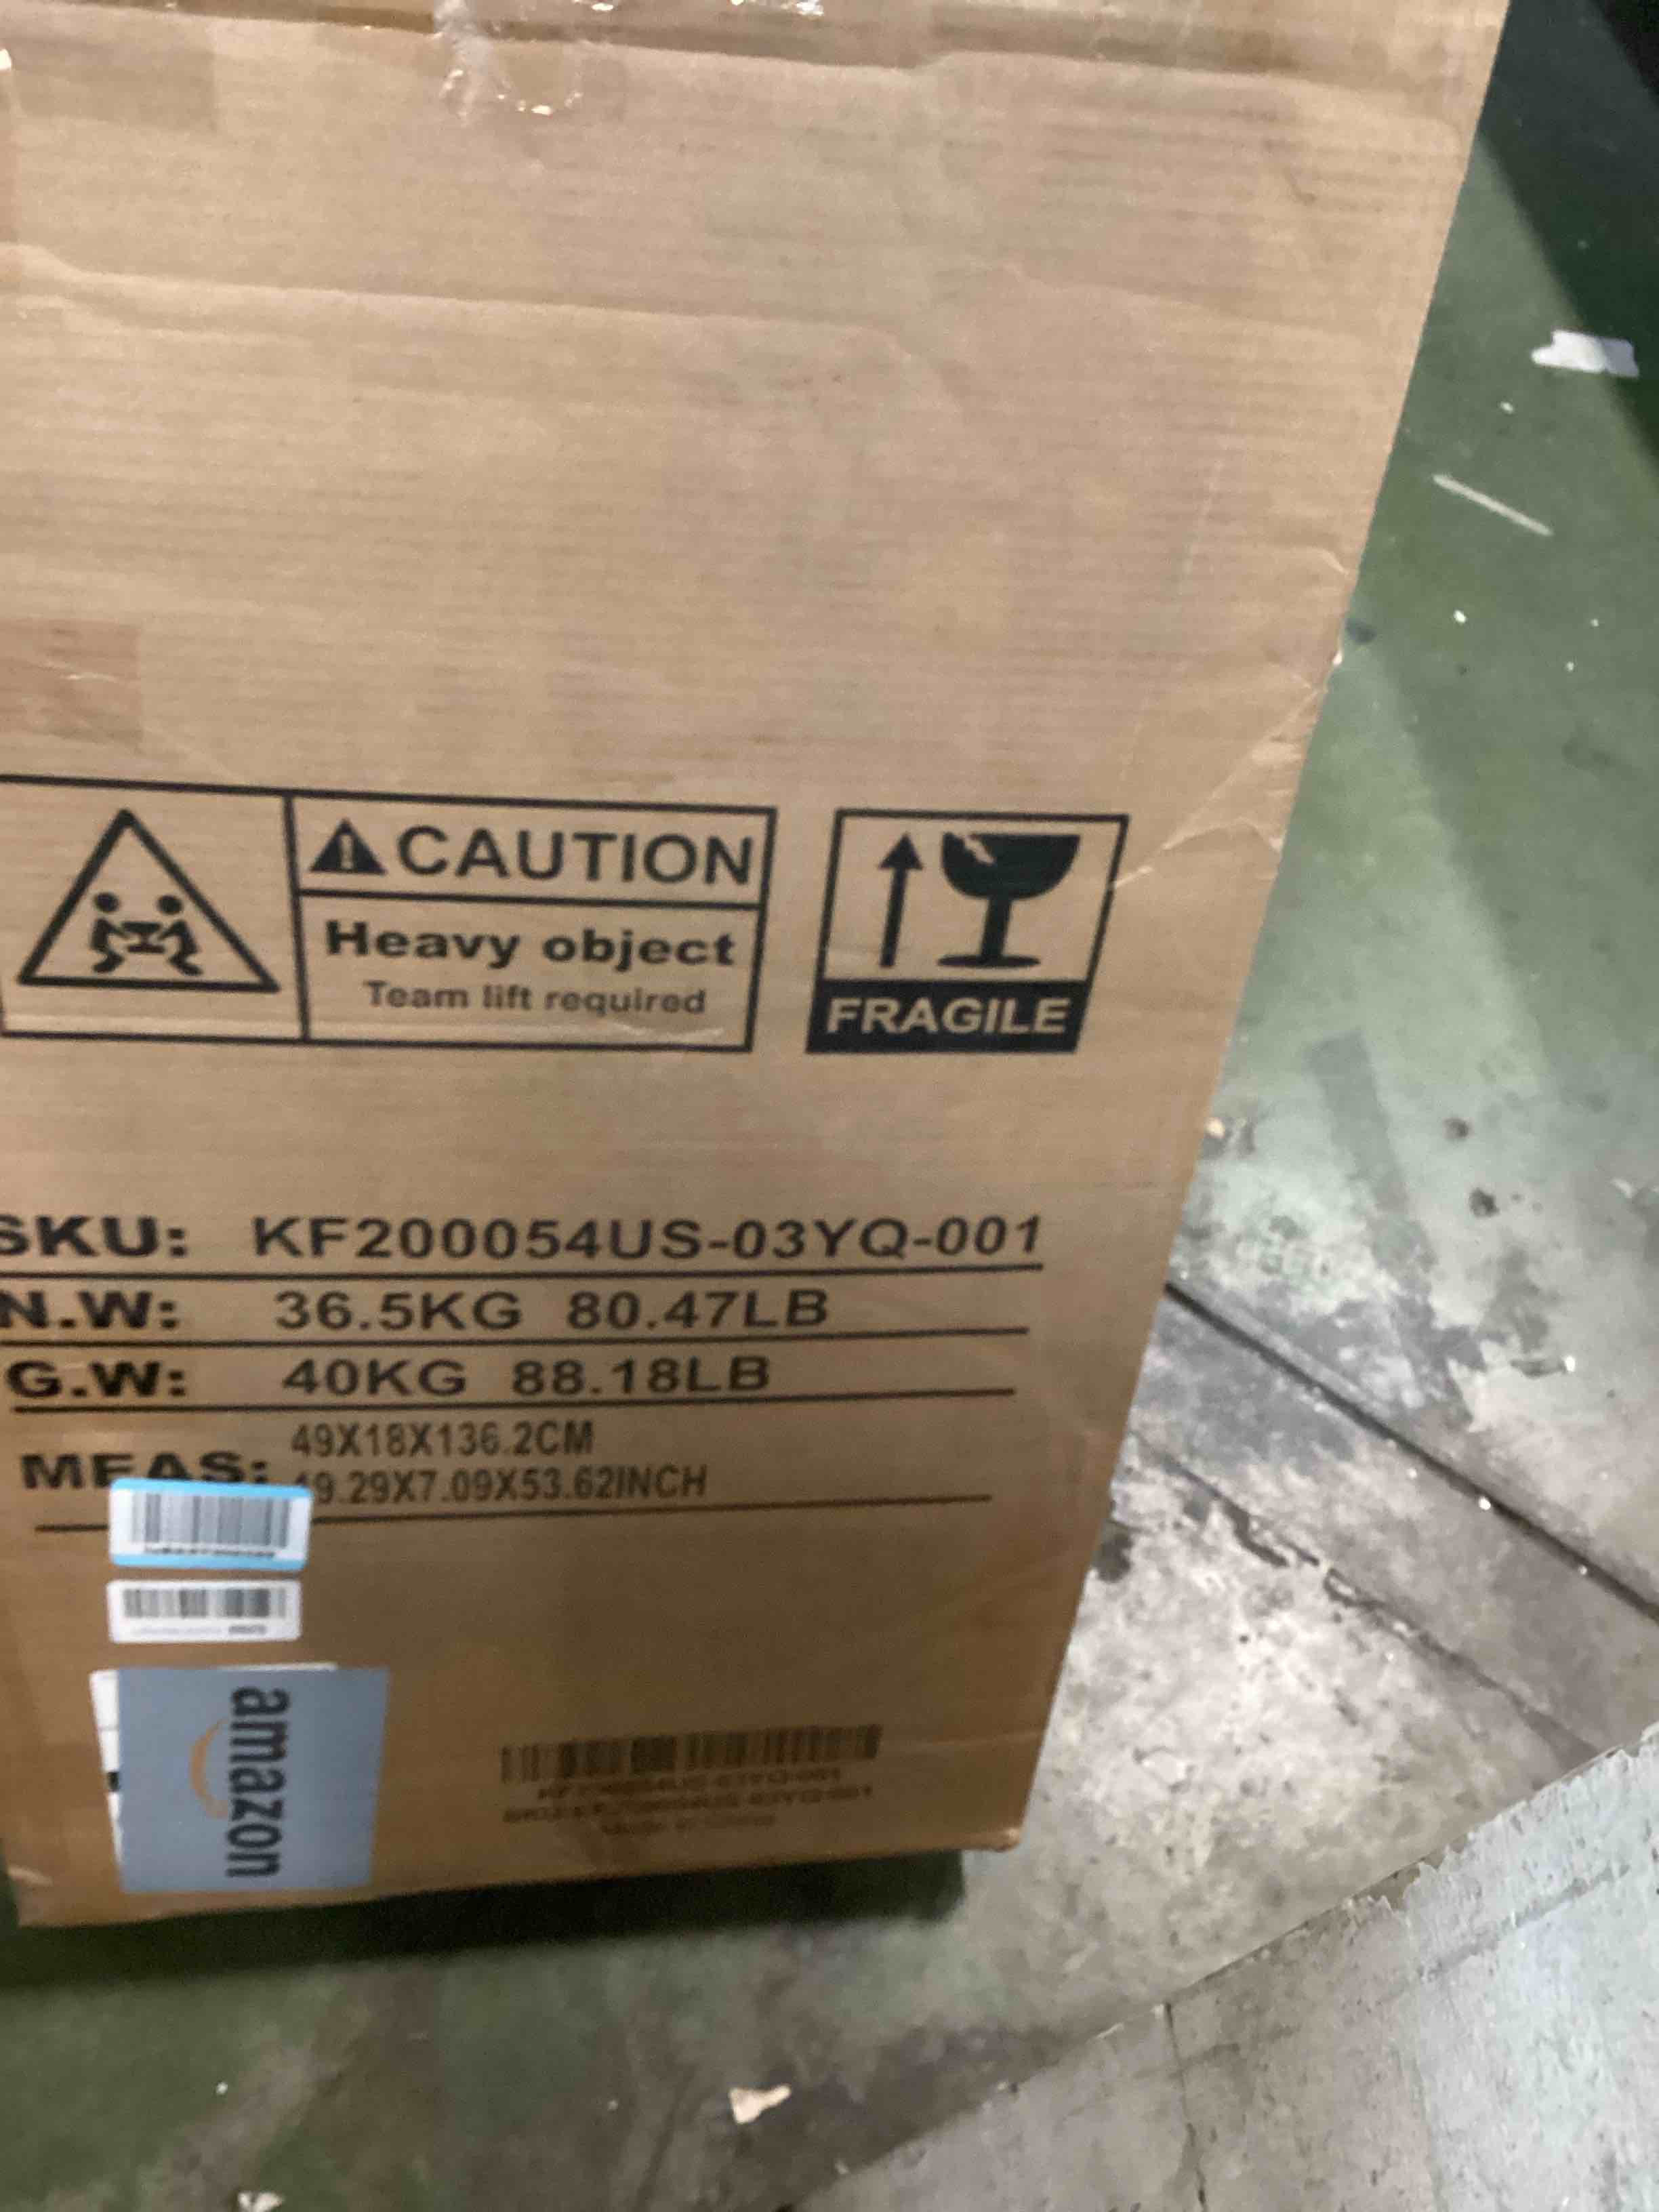 CAUTION
Heavy object
Team lift required
FRAGILE
SKU: KF200054US-03YQ-001
N.W: 36.5KG 80.47LB
G.W: 40KG 88.18LB
MEAS: 49X18X136.2CM
9.29X7.09X53.62INCH
amazon